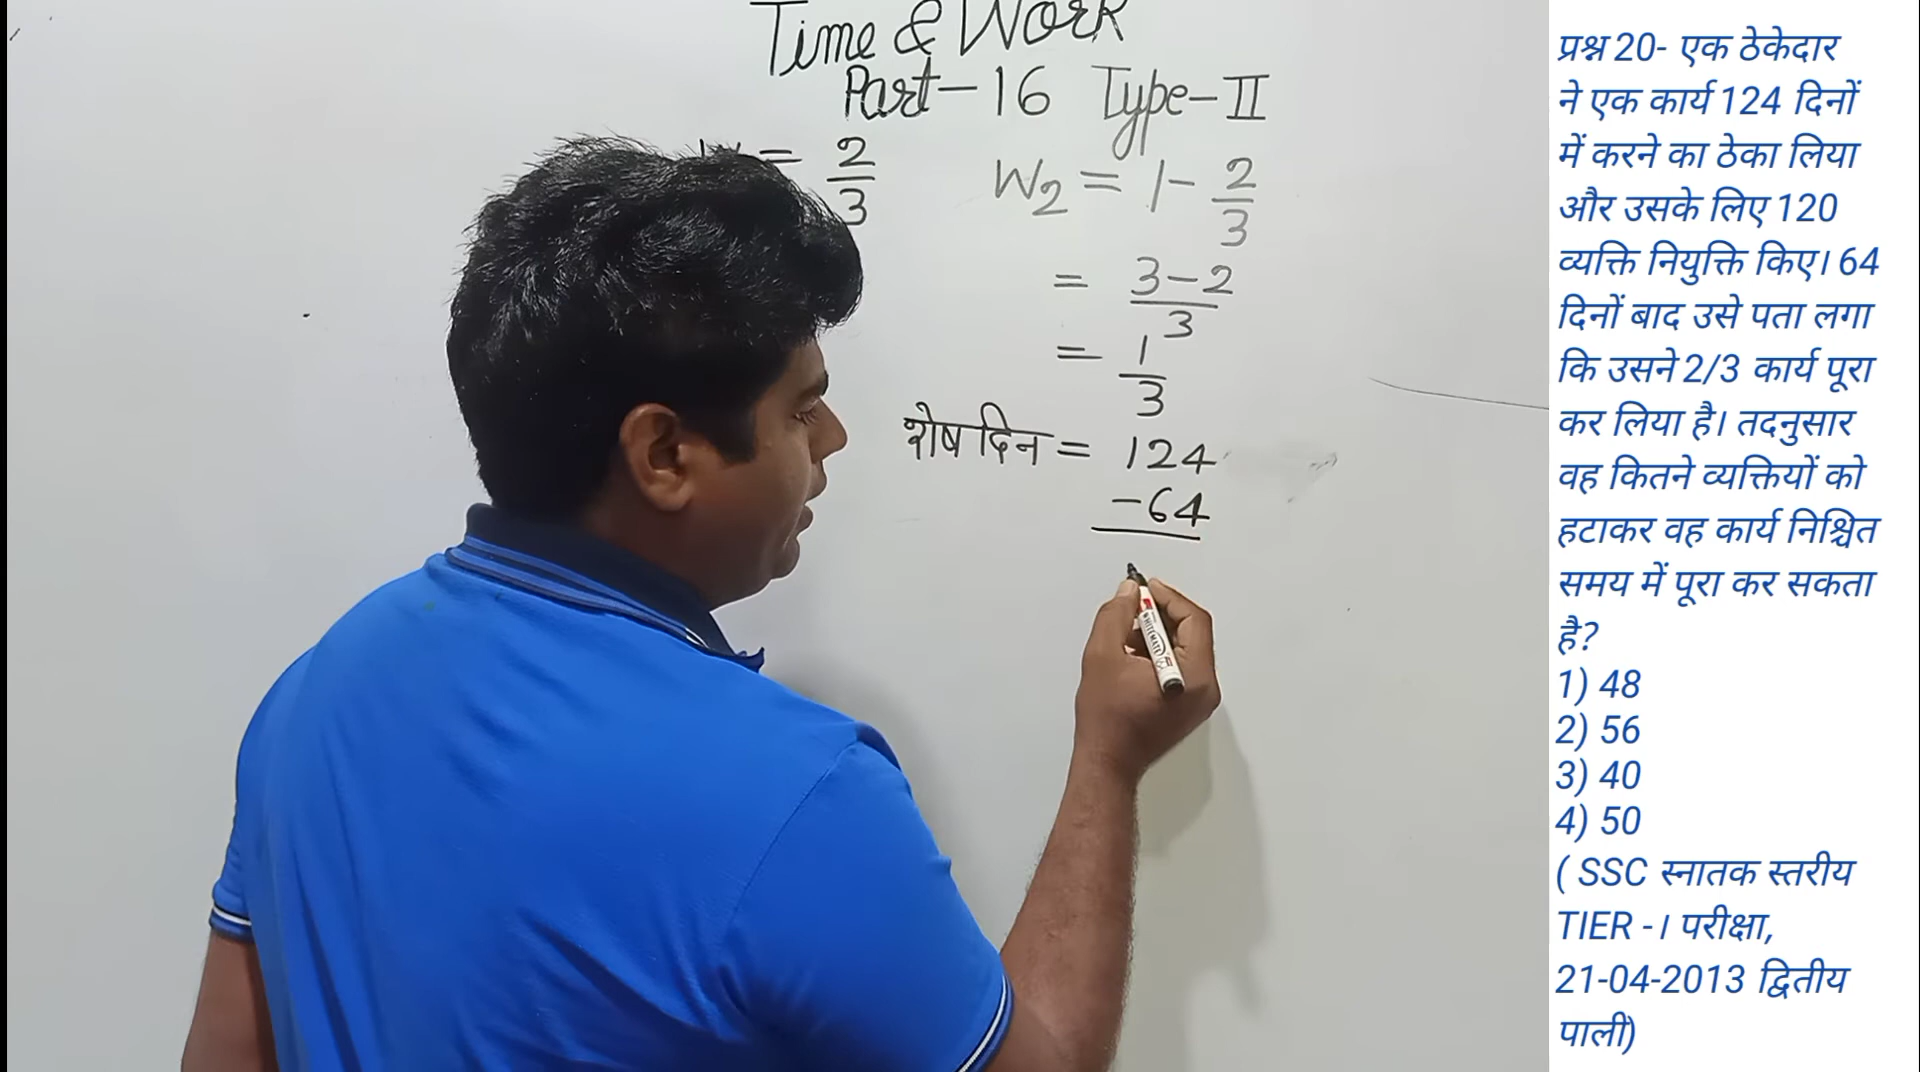 Time & Work
Part-16 Type-II
= 2/3
W2 = 1 - 2/3
= 3-2/3
= 1/3
शेष दिन = 124
-64
WHITEMATE
प्रश्न 20- एक ठेकेदार
ने एक कार्य 124 दिनों
में करने का ठेका लिया
और उसके लिए 120
व्यक्ति नियुक्ति किए। 64
दिनों बाद उसे पता लगा
कि उसने 2/3 कार्य पूरा
कर लिया है। तदनुसार
वह कितने व्यक्तियों को
हटाकर वह कार्य निश्चित
समय में पूरा कर सकता
है?
1) 48
2) 56
3) 40
4) 50
( SSC स्नातक स्तरीय
TIER -। परीक्षा,
21-04-2013 द्वितीय
पाली)